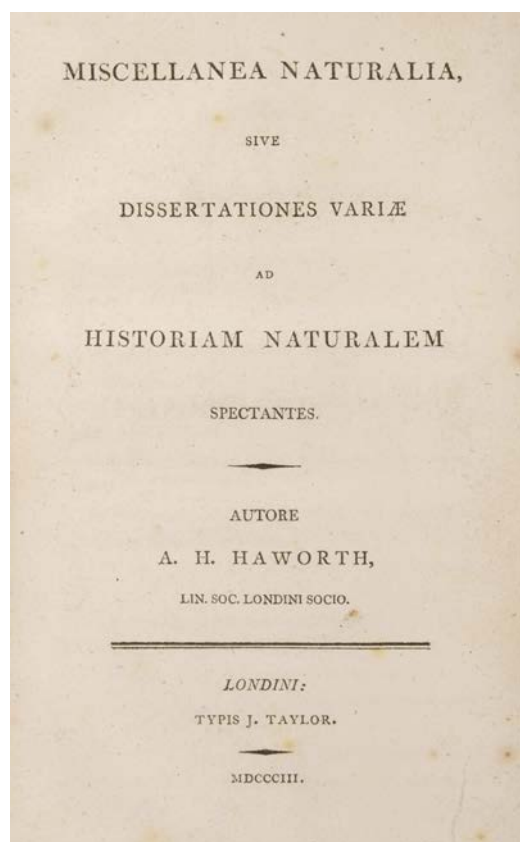 MISCELLANEA NATURALIA,
SIVE
DISSERTATIONES VARIÆ
AD
HISTORIAM NATURALEM
SPECTANTES.
AUTORE
A. H. HAWORTH,
LIN. SOC. LONDINI SOCIO.
LONDINI:
TYPIS J. TAYLOR.
MDCCCIII.